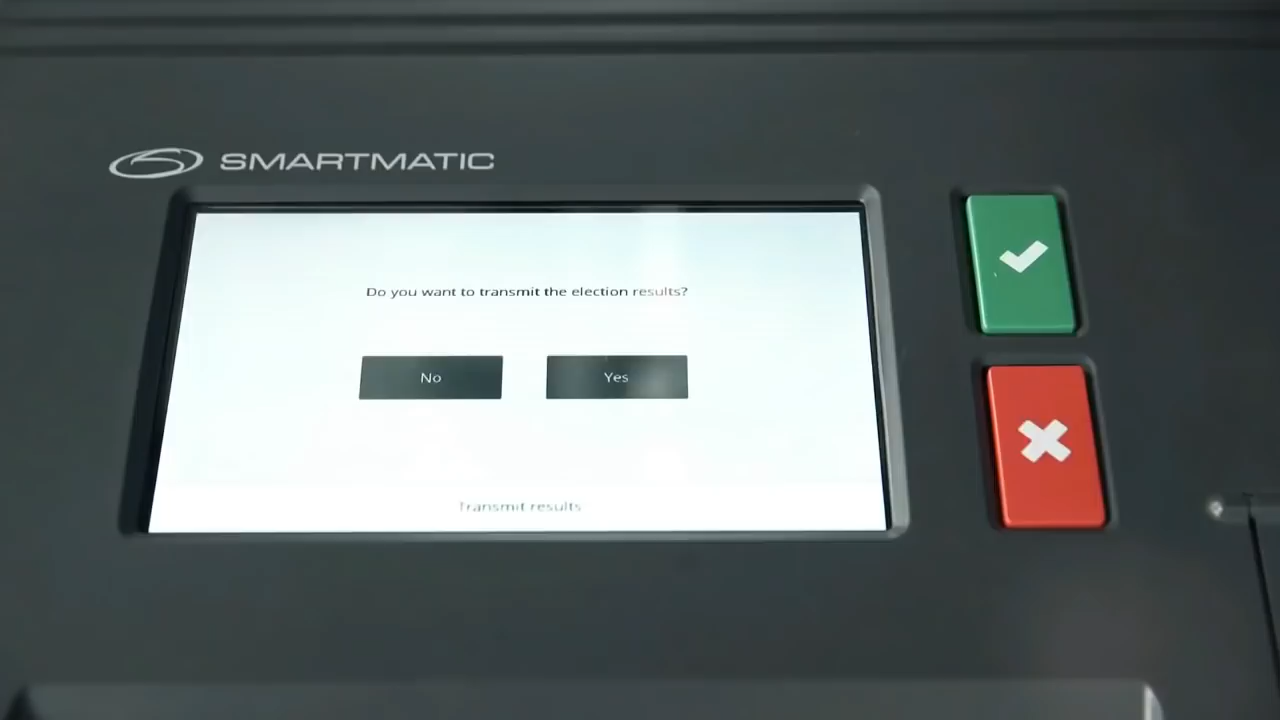 SMARTMATIC
Do you want to transmit the election results?
No Yes
Transmit results